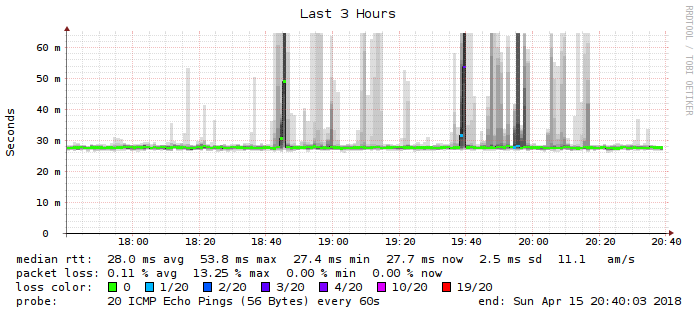 Last 3 Hours
RRDTOOL / TOBI OETIKER
Seconds
60 m
50 m
40 m
30 m
20 m
10 m
0
18:00 18:20 18:40 19:00 19:20 19:40 20:00 20:20 20:40
median rtt: 28.0 ms avg 53.8 ms max 27.4 ms min 27.7 ms now 2.5 ms sd 11.1 am/s
packet loss: 0.11 % avg 13.25 % max 0.00 % min 0.00 % now
loss color: 0 1/20 2/20 3/20 4/20 10/20 19/20
probe: 20 ICMP Echo Pings (56 Bytes) every 60s end: Sun Apr 15 20:40:03 2018